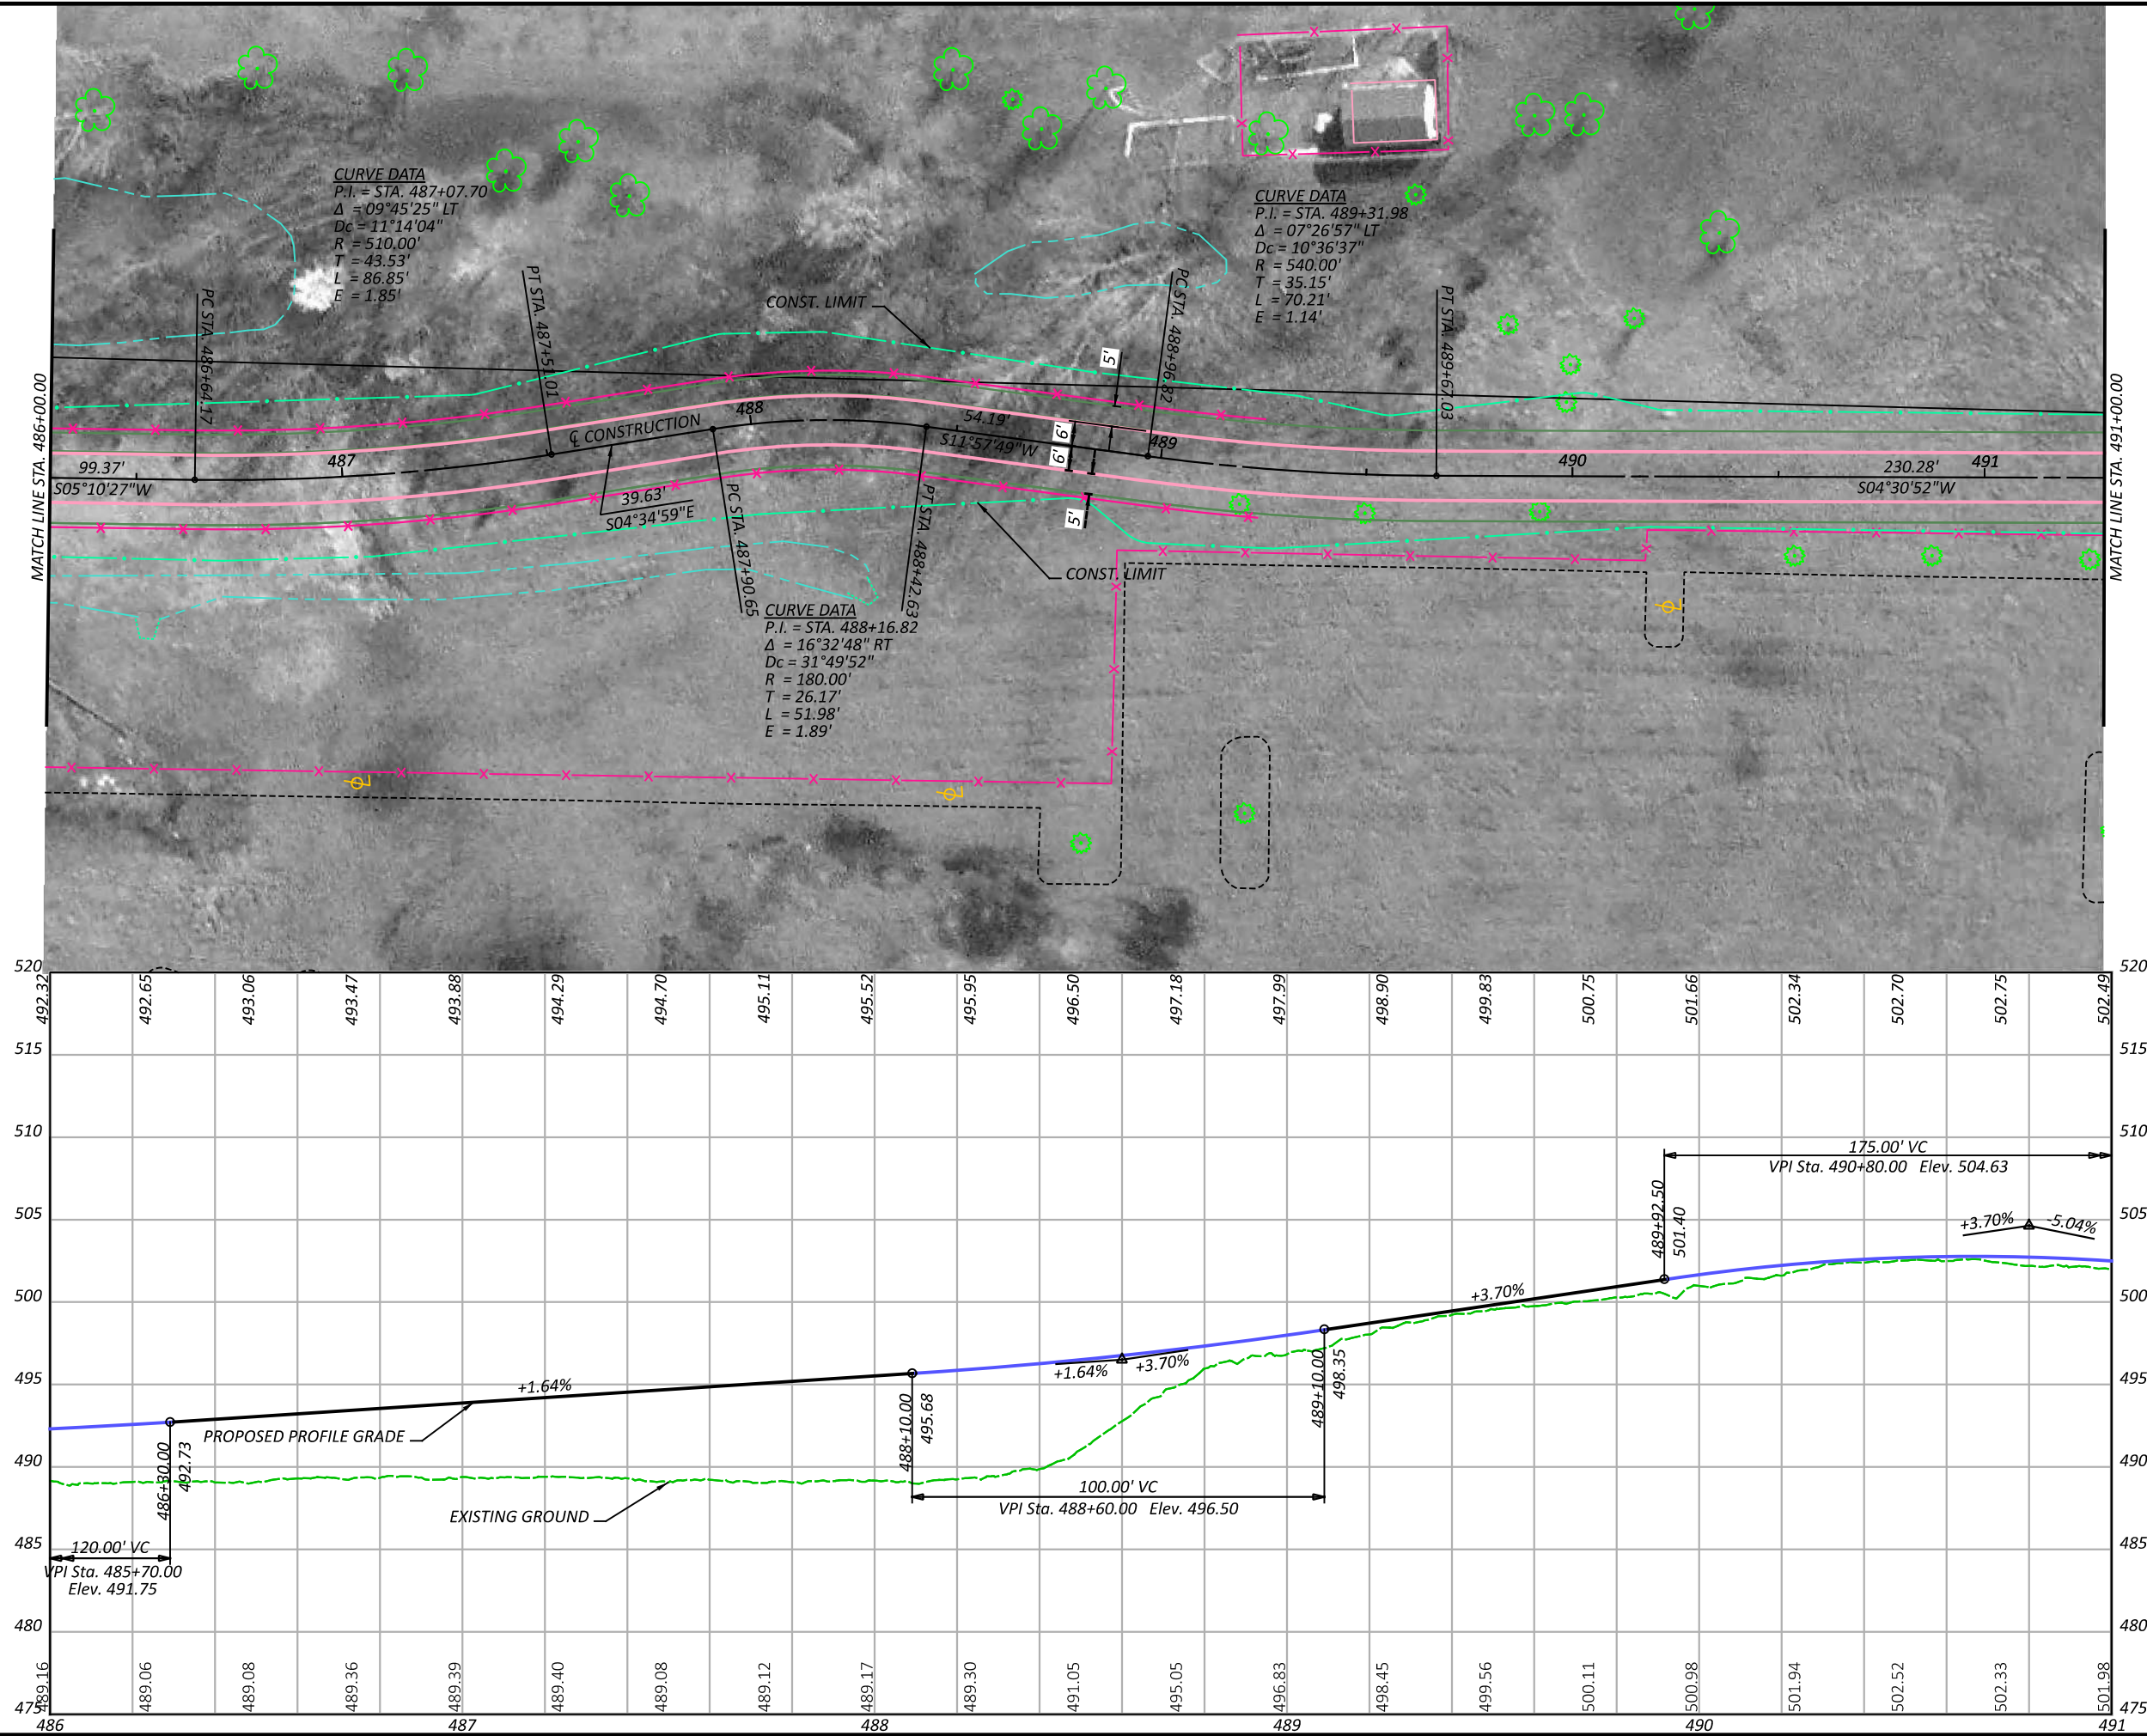 CURVE DATA
P.I. = STA. 487+07.70
Δ = 09°45'25" LT
Dc = 11°14'04"
R = 510.00'
T = 43.53'
L = 86.85'
E = 1.85'
CURVE DATA
P.I. = STA. 489+31.98
Δ = 07°26'57" LT
Dc = 10°36'37"
R = 540.00'
T = 35.15'
L = 70.21'
E = 1.14'
PC STA. 486+64.17
PT STA. 487+51.01
CONST. LIMIT
PC STA. 488+96.82
PT STA. 489+67.03
MATCH LINE STA. 486+00.00
MATCH LINE STA. 491+00.00
5'
99.37'
S05°10'27"W
487
℄ CONSTRUCTION
488
54.19'
S11°57'49"W
6'
6'
489
490
230.28'
S04°30'52"W
491
39.63'
S04°34'59"E
5'
PC STA. 487+90.65
PT STA. 488+42.63
CONST. LIMIT
CURVE DATA
P.I. = STA. 488+16.82
Δ = 16°32'48" RT
Dc = 31°49'52"
R = 180.00'
T = 26.17'
L = 51.98'
E = 1.89'
520
520
492.32
492.65
493.06
493.47
493.88
494.29
494.70
495.11
495.52
495.95
496.50
497.18
497.99
498.90
499.83
500.75
501.66
502.34
502.70
502.75
502.49
515
515
510
510
175.00' VC
VPI Sta. 490+80.00 Elev. 504.63
505
505
489+92.50
501.40
+3.70%
-5.04%
500
500
+3.70%
495
495
+1.64%
+1.64%
+3.70%
489+10.00
498.35
488+10.00
495.68
PROPOSED PROFILE GRADE
486+30.00
492.73
490
490
100.00' VC
VPI Sta. 488+60.00 Elev. 496.50
EXISTING GROUND
485
485
120.00' VC
VPI Sta. 485+70.00
Elev. 491.75
480
480
489.16
489.06
489.08
489.36
489.39
489.40
489.08
489.12
489.17
489.30
491.05
495.05
496.83
498.45
499.56
500.11
500.98
501.94
502.52
502.33
501.98
475
475
486
487
488
489
490
491